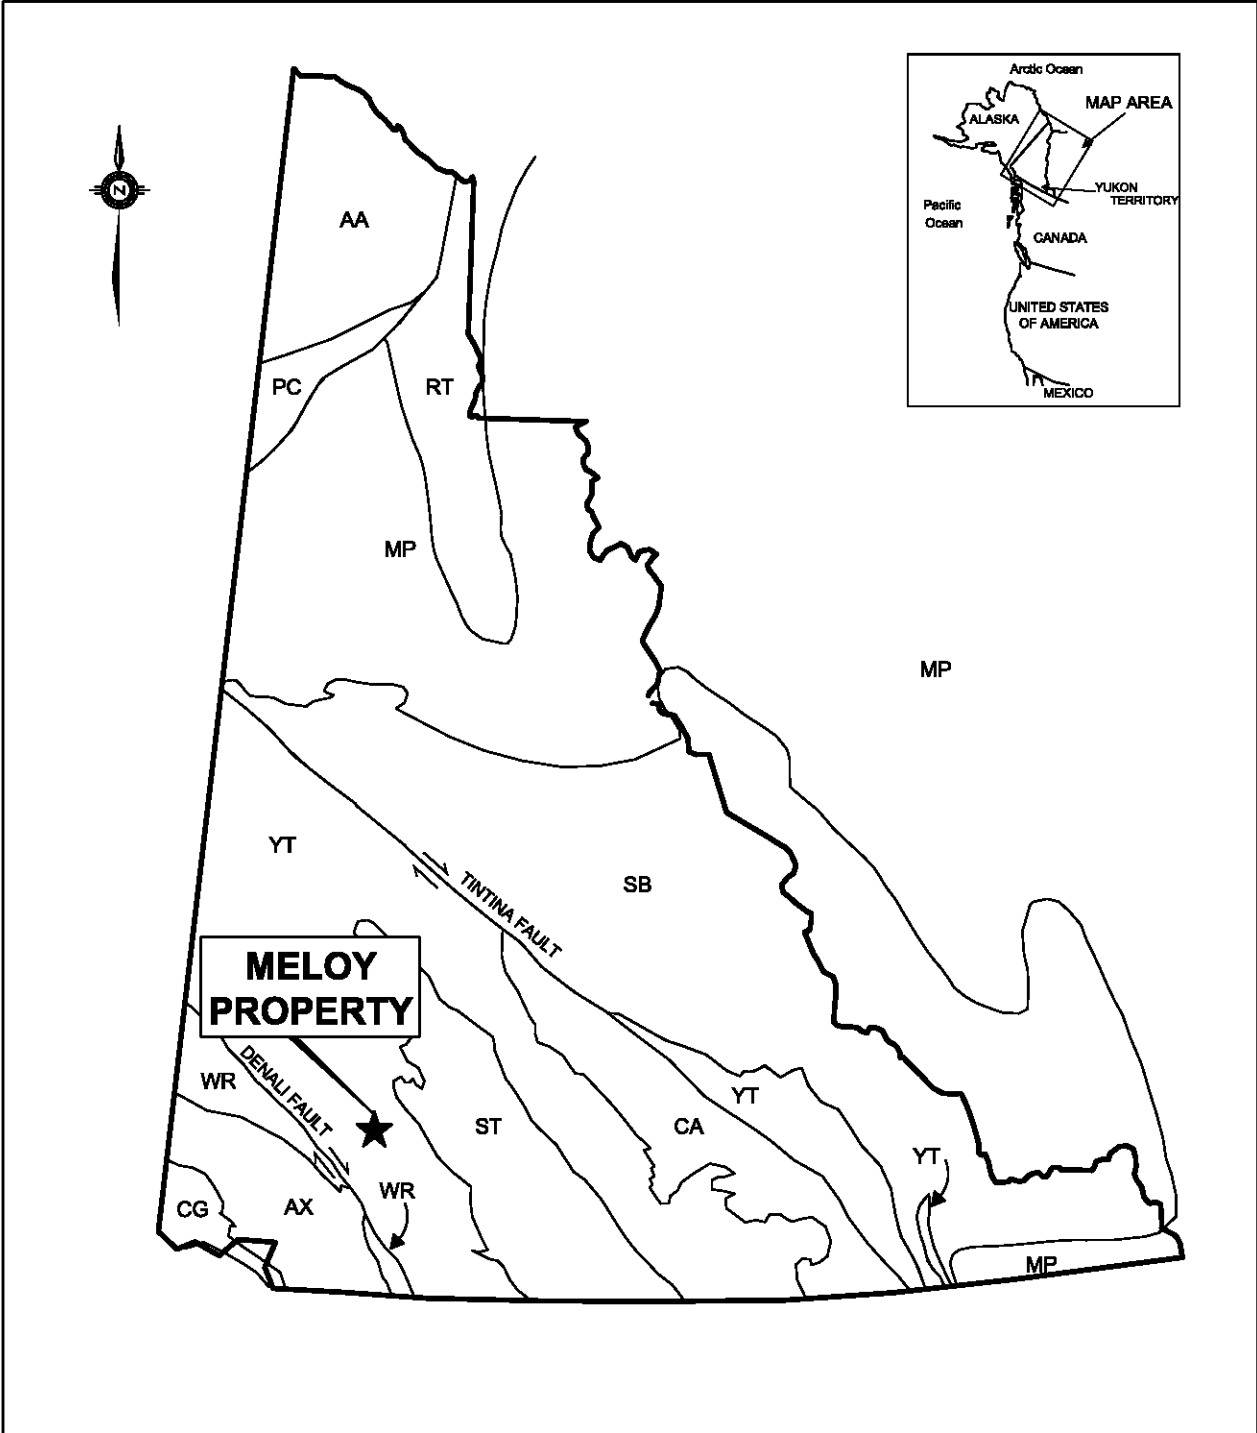 Arctic Ocean
ALASKA
MAP AREA
YUKON
TERRITORY
Pacific
Ocean
CANADA
UNITED STATES
OF AMERICA
MEXICO
N
AA
PC
RT
MP
MP
YT
SB
TINTINA FAULT
MELOY
PROPERTY
DENALI FAULT
WR
YT
ST
CA
YT
WR
CG
AX
MP